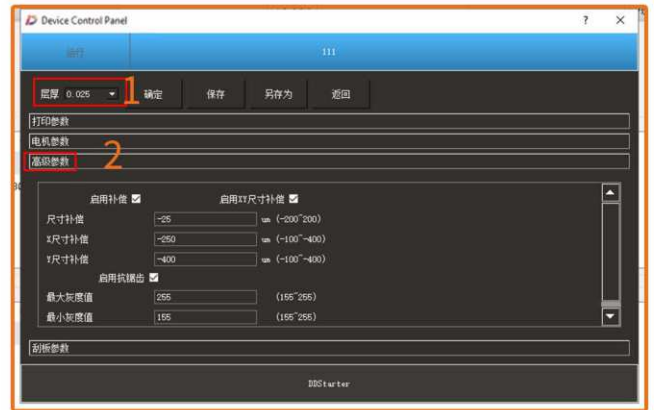 Device Control Panel ? ×
运行 111
层厚 0.025 确定 保存 另存为 返回
1
打印参数
电机参数
2
高级参数
启用补偿 启用XY尺寸补偿
尺寸补偿 -25 um (-200~200)
X尺寸补偿 -250 um (-100~-400)
Y尺寸补偿 -400 um (-100~-400)
启用抗锯齿
最大灰度值 255 (155~255)
最小灰度值 155 (155~255)
刮板参数
DDStarter